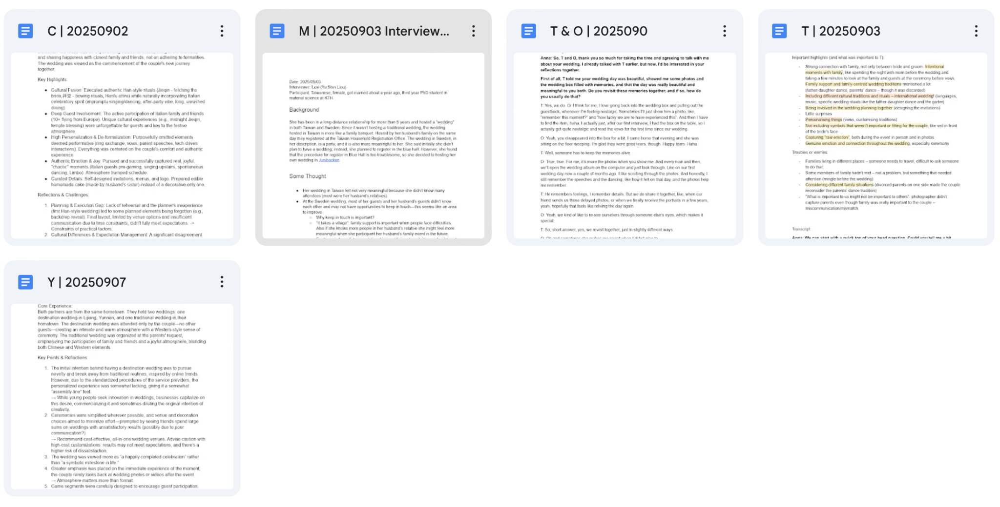 C | 20250902
and sharing happiness with closest family and friends, not on adhering to formalities.
The wedding was viewed as the commencement of the couple's new journey
together.
Key Highlights:
Cultural Fusion: Executed authentic Han-style rituals (Jieqin - fetching the
bride,拜堂 - bowing rituals, Hanfu attire) while naturally incorporating Italian
celebratory spirit (impromptu singing/dancing, after-party vibe, long, unrushed
dining).
Deep Guest Involvement: The active participation of Italian family and friends
(10+ flying from Europe). Unique cultural experiences (e.g., midnight Jieqin,
temple blessing) were unforgettable for guests and key to the festive
atmosphere.
High Personalization & De-formalization: Purposefully omitted elements
deemed performative (ring exchange, vows, parent speeches, tech-driven
interactions). Everything was centered on the couple's comfort and authentic
experience.
Authentic Emotion & Joy: Pursued and successfully captured real, joyful,
"chaotic" moments (Italian guests pre-gaming, singing upstairs, spontaneous
dancing, Limbo). Atmosphere trumped schedule.
Curated Details: Self-designed invitations, menus, and logo. Prepared edible
homemade cake (made by husband's sister) instead of a decorative-only one.
Reflections & Challenges:
1. Planning & Execution Gap: Lack of rehearsal and the planner's inexperience
(first Han-style wedding) led to some planned elements being forgotten (e.g.,
backdrop reveal). Final layout, limited by venue options and insufficient
communication due to time constraints, didn't fully meet expectations. ->
Constraints of practical factors.
2. Cultural Differences & Expectation Management: A significant disagreement
M | 20250903 Interview...
Date: 2025/09/03
Interviewer: Lexi (Yu Shin Liou)
Participant: Taiwanese, female, got married about a year ago, third year PhD student in
material science at KTH.
Background
She has been in a long-distance relationship for more than 6 years and hosted a "wedding"
in both Taiwan and Sweden. Since it wasn't hosting a traditional wedding, the wedding
hosted in Taiwan is more like a family banquet. Hosted by her husband's family on the same
day they registered at the Taiwan Household Registration Office. The wedding in Sweden, in
her description, is a party, and it is also more meaningful to her. She said initially she didn't
plan to have a wedding; instead, she planned to register in the blue hall. However, she found
that the procedure for register in Blue Hall is too troublesome, so she decided to hosting her
own wedding in Junibacken.
Some Thought
Her wedding in Taiwan felt not very meaningful because she didn't know many
attendees (most were her husband's relatives).
At the Sweden wedding, most of her guests and her husband's guests didn't know
each other and may not have opportunities to keep in touch—this seems like an area
to improve.
Why keep in touch is important?
"It takes a village": family support is important when people face difficulties.
Also if she knows more people in her husband's relative she might feel more
meaningful when she participant her husband's family event in the future
T & O | 2025090
Anna: So, T and O, thank you so much for taking the time and agreeing to talk with me
about your wedding. I already talked with T earlier, but now, I'd be interested in your
reflections together.
First of all, T told me your wedding day was beautiful, showed me some photos and
the wedding box filled with memories, and that the day was really beautiful and
meaningful to you both. Do you revisit these memories together, and if so, how do
you usually do that?
T: Yes, we do. Or I think for me, I love going back into the wedding box and pulling out the
guestbook, whenever I'm feeling nostalgic. Sometimes I'll just show him a photo, like,
"remember this moment?" and "how lucky we are to have experienced this". And then I have
to find the item, haha. I actually just, after our first interview, I had the box on the table, so I
actually got quite nostalgic and read the vows for the first time since our wedding.
O: Yeah, you disappeared into the box for a bit. I came home that evening and she was
sitting on the floor weeping. I'm glad they were good tears, though. Happy tears. Haha.
T: Well, someone has to keep the memories alive.
O: True, true. For me, it's more the photos when you show me. And every now and then,
we'll open the wedding album on the computer and just look through. Like on our first
wedding day now a couple of months ago. I like scrolling through the photos. And honestly, I
still remember the speeches and the dancing, like how it felt on that day, and the photos help
me remember.
T: He remembers feelings, I remember details. But we do share it together, like, when our
friend sends us those delayed photos, or when we finally receive the portraits in a few years,
yeah, hopefully that feels like reliving the day again.
O: Yeah, we kind of like to re-see ourselves through someone else's eyes, which makes it
special.
T: So, short answer, yes, we revisit together, just in slightly different ways.
T | 20250903
Important highlights (and what was important to T):
- Strong connection with family, not only between bride and groom. Intentional
moments with family, like spending the night with mom before the wedding and
taking a few minutes to look at the family and guests at the ceremony before vows.
Family support and family-centred wedding traditions mentioned a lot
(father-daughter dance, parents' dance – though it was discarded)
- Including different cultural traditions and rituals – international wedding! (languages,
music, specific wedding rituals like the father-daughter dance and the garter)
- Being involved in the wedding planning together (designing the invitations)
- Little surprises
- Personalising things (vows, customising traditions)
- Not including symbols that weren't important or fitting for the couple, like veil in front
of the bride's face
- Capturing "raw emotion", both during the event in person and in photos
- Genuine emotion and connection throughout the wedding, especially ceremony
Troubles or worries:
- Families living in different places – someone needs to travel, difficult to ask someone
to do that
- Some members of family hadn't met – not a problem, but something that needed
attention (mingle before the wedding)
- Considering different family situations (divorced parents on one side made the couple
reconsider the parents' dance tradition)
- "What is important to us might not be important to others": photographer didn't
capture parents even though family was really important to the couple –
miscommunication/mismatch
Transcript
Anna: We can start with a quick top of your head question. Could you tell me a bit
Y | 20250907
Core Experience:
Both partners are from the same hometown. They held two weddings: one
destination wedding in Lijiang, Yunnan, and one traditional wedding in their
hometown. The destination wedding was attended only by the couple—no other
guests—creating an intimate and warm atmosphere with a Western-style sense of
ceremony. The traditional wedding was organized at the parents' request,
emphasizing the participation of family and friends and a joyful atmosphere, blending
both Chinese and Western elements.
Key Points & Reflections:
1. The initial intention behind having a destination wedding was to pursue
novelty and break away from traditional routines, inspired by online trends.
However, due to the standardized procedures of the service providers, the
personalized experience was somewhat lacking, giving it a somewhat
"assembly-line" feel.
→ While young people seek innovation in weddings, businesses capitalize on
this desire, commercializing it and sometimes diluting the original intention of
creativity.
2. Ceremonies were simplified wherever possible, and venue and decoration
choices aimed to minimize effort—prompted by seeing friends spend large
sums on weddings with unsatisfactory results (possibly due to poor
communication?).
→ Recommend cost-effective, all-in-one wedding venues. Advise caution with
high-cost customizations: results may not meet expectations, and there's a
higher risk of dissatisfaction.
3. The wedding was viewed more as "a happily completed celebration" rather
than "a symbolic milestone in life."
4. Greater emphasis was placed on the immediate experience of the moment;
the couple rarely looks back at wedding photos or videos after the event.
→ Atmosphere matters more than format.
5. Game segments were carefully designed to encourage guest participation,